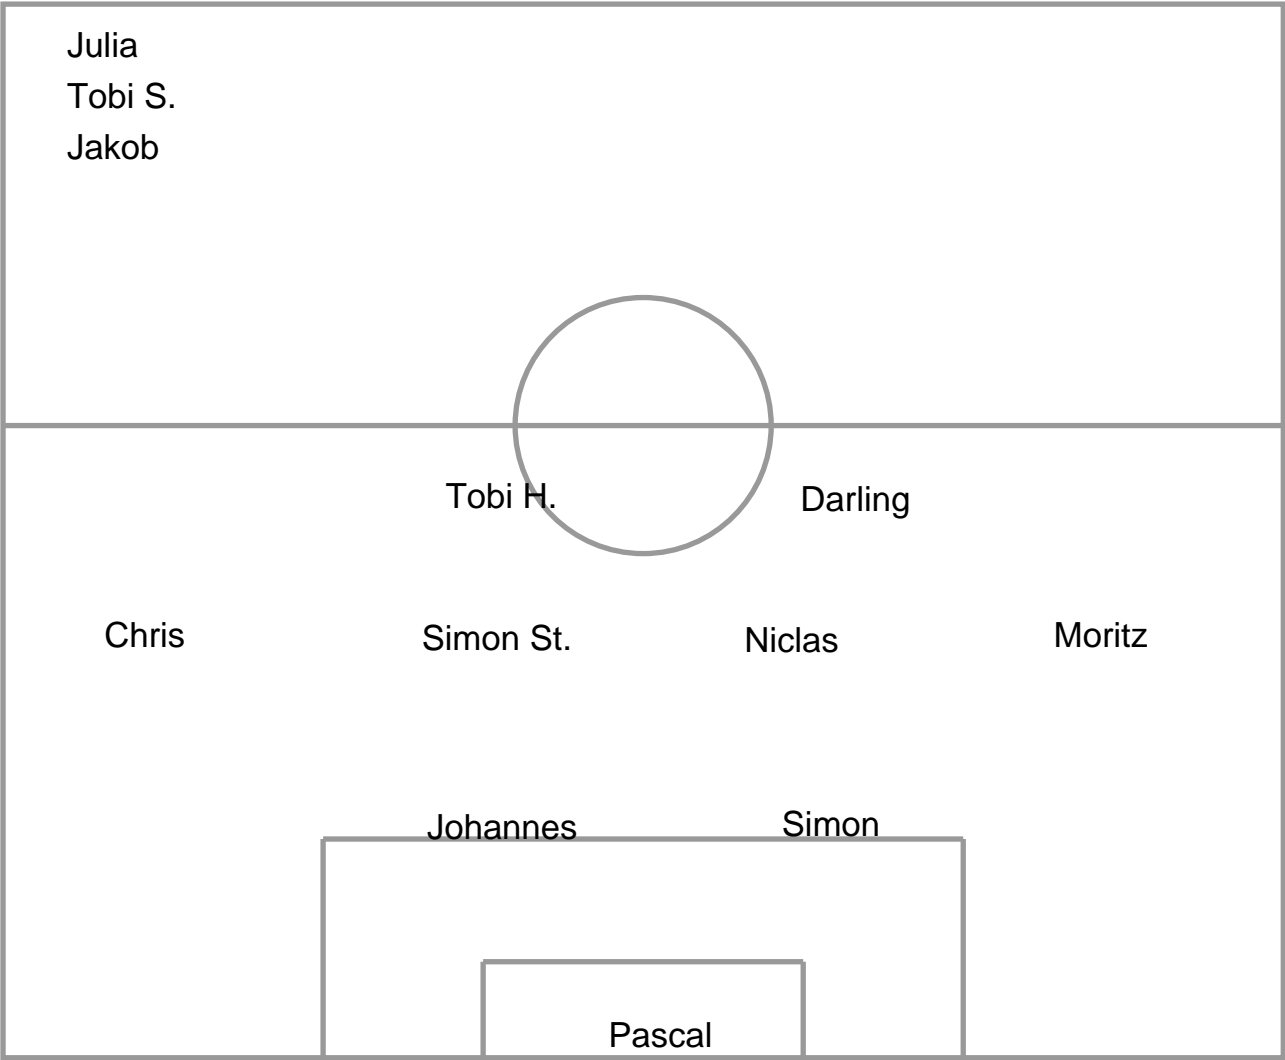 Julia
Tobi S.
Jakob
Tobi H.
Darling
Chris
Simon St.
Niclas
Moritz
Johannes
Simon
Pascal